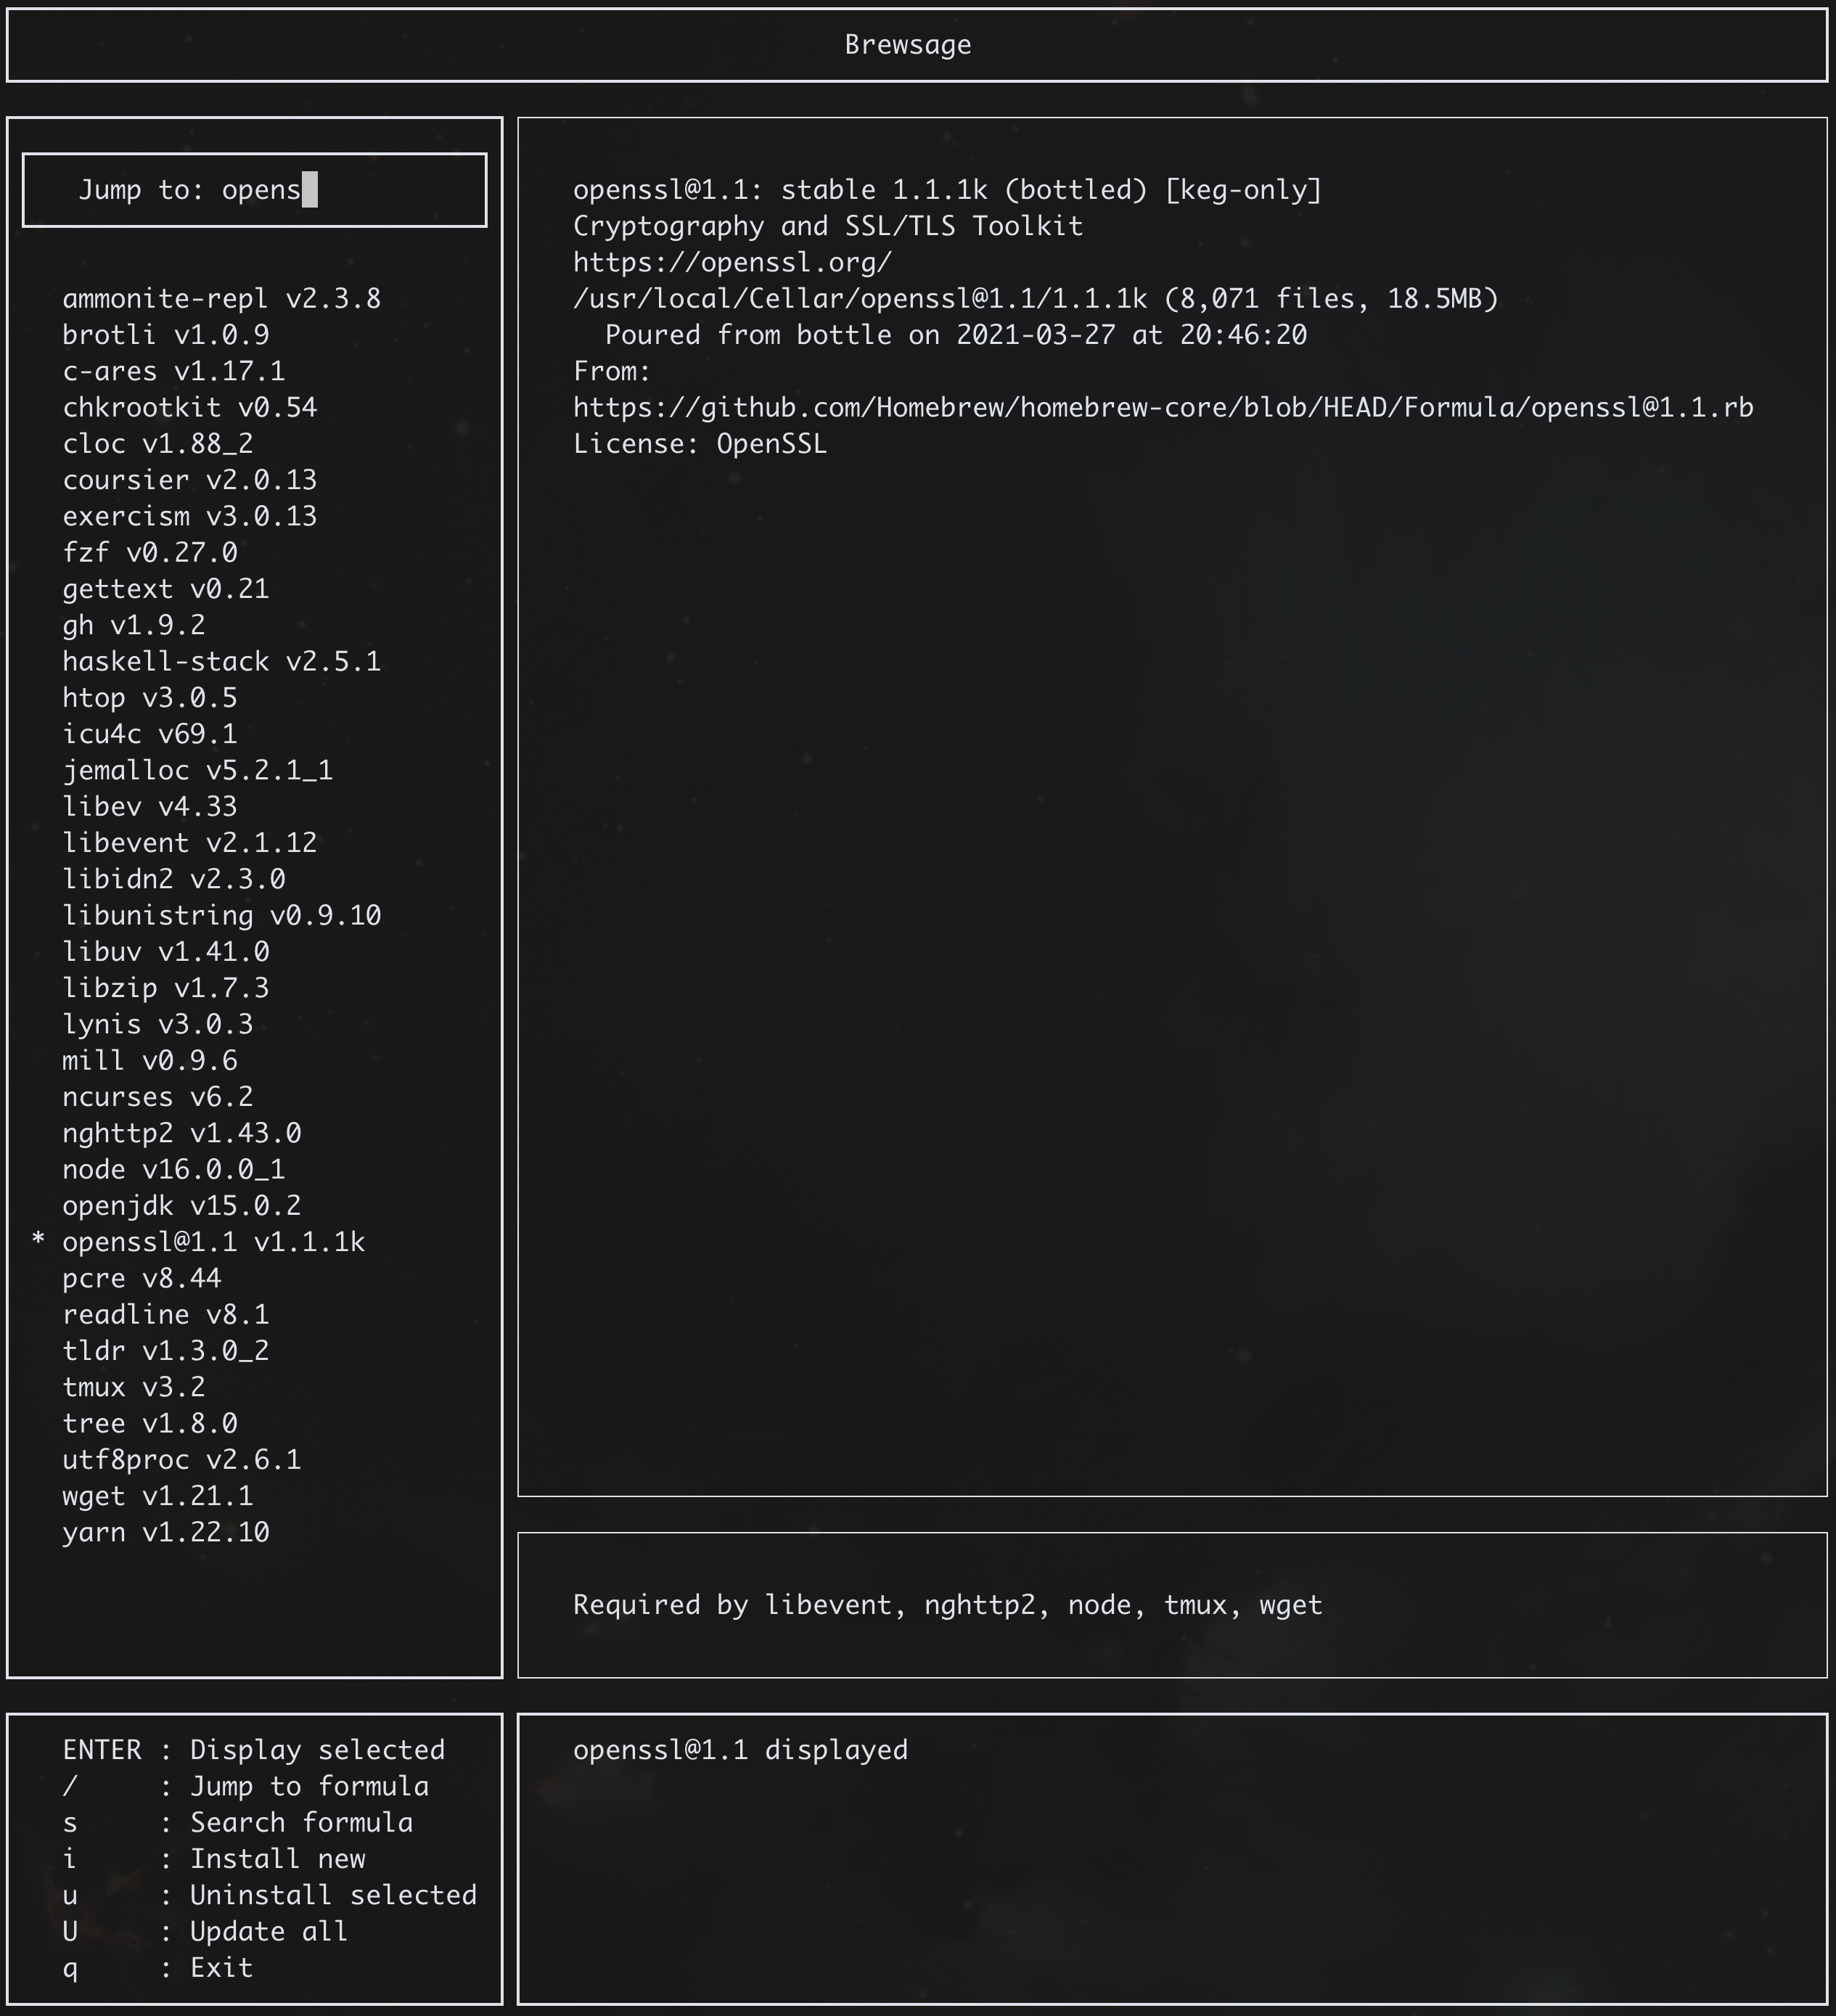 Brewsage
Jump to: opens
ammonite-repl v2.3.8
brotli v1.0.9
c-ares v1.17.1
chkrootkit v0.54
cloc v1.88_2
coursier v2.0.13
exercism v3.0.13
fzf v0.27.0
gettext v0.21
gh v1.9.2
haskell-stack v2.5.1
htop v3.0.5
icu4c v69.1
jemalloc v5.2.1_1
libev v4.33
libevent v2.1.12
libidn2 v2.3.0
libunistring v0.9.10
libuv v1.41.0
libzip v1.7.3
lynis v3.0.3
mill v0.9.6
ncurses v6.2
nghttp2 v1.43.0
node v16.0.0_1
openjdk v15.0.2
* openssl@1.1 v1.1.1k
pcre v8.44
readline v8.1
tldr v1.3.0_2
tmux v3.2
tree v1.8.0
utf8proc v2.6.1
wget v1.21.1
yarn v1.22.10
openssl@1.1: stable 1.1.1k (bottled) [keg-only]
Cryptography and SSL/TLS Toolkit
https://openssl.org/
/usr/local/Cellar/openssl@1.1/1.1.1k (8,071 files, 18.5MB)
Poured from bottle on 2021-03-27 at 20:46:20
From:
https://github.com/Homebrew/homebrew-core/blob/HEAD/Formula/openssl@1.1.rb
License: OpenSSL
Required by libevent, nghttp2, node, tmux, wget
ENTER : Display selected
/ : Jump to formula
s : Search formula
i : Install new
u : Uninstall selected
U : Update all
q : Exit
openssl@1.1 displayed